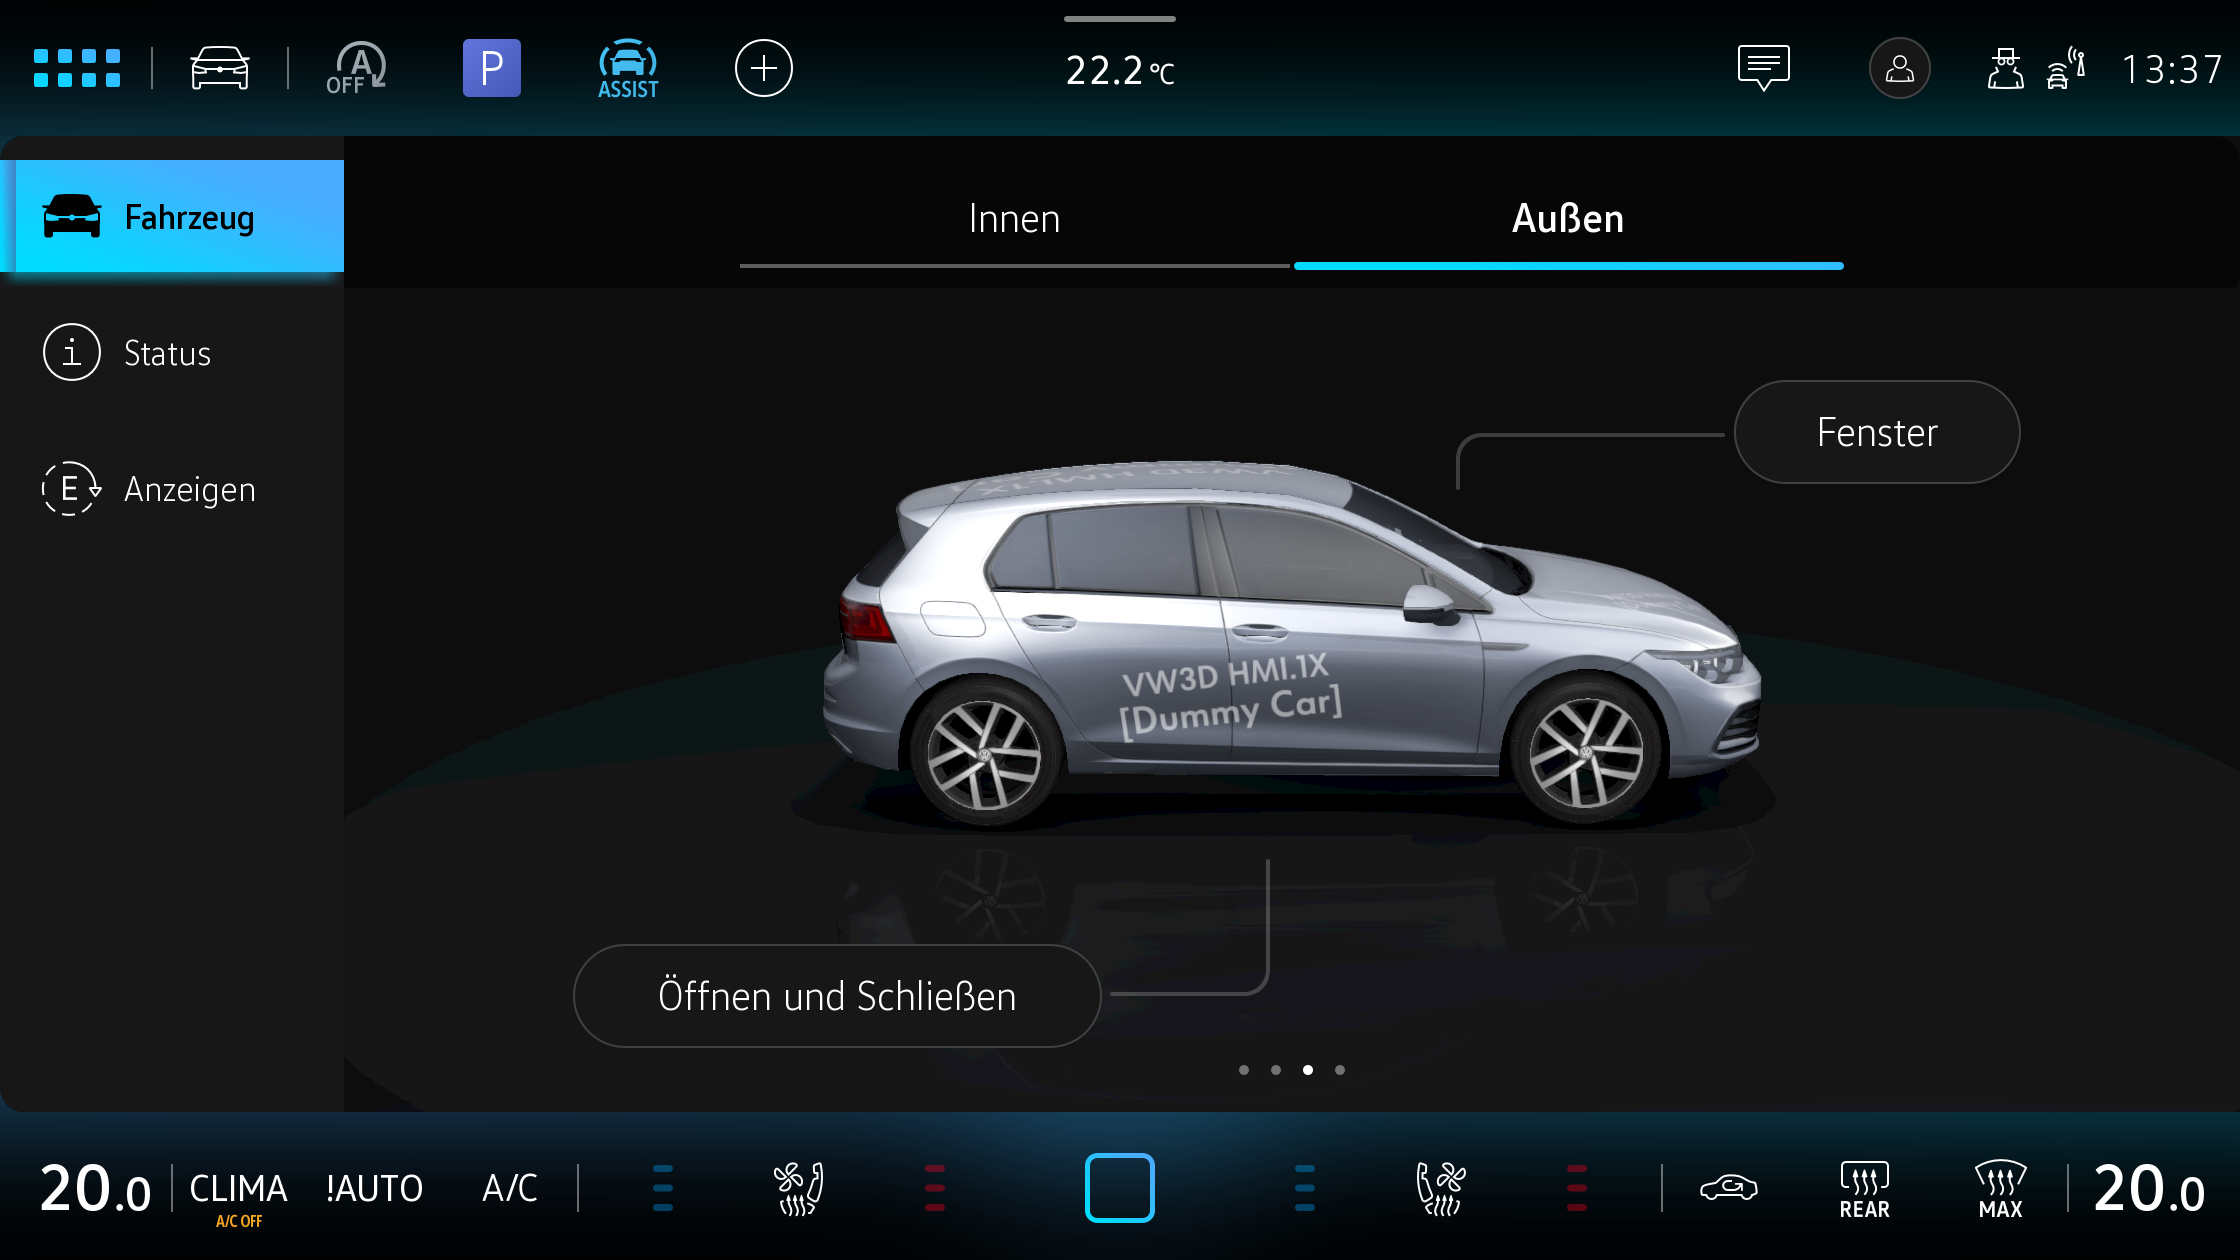 A
OFF
P
ASSIST
22.2 °C
13:37
Fahrzeug
Innen
Außen
i
Status
Fenster
E
Anzeigen
VW3D HMI.1X
[Dummy Car]
Öffnen und Schließen
20.0
CLIMA
A/C OFF
!AUTO
A/C
REAR
MAX
20.0